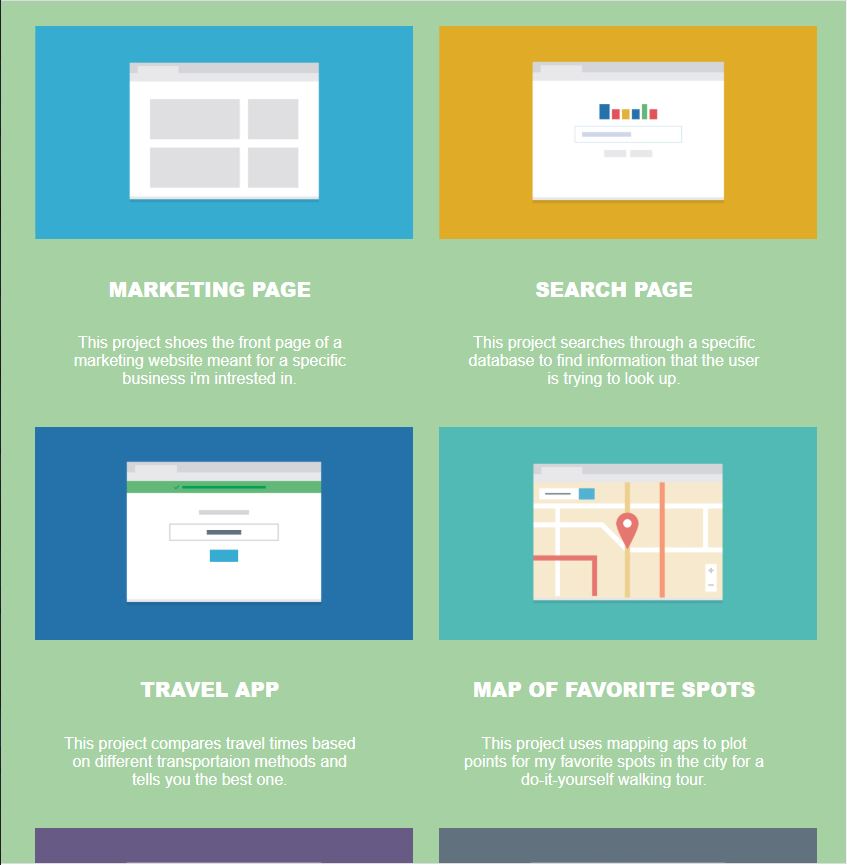 MARKETING PAGE
This project shoes the front page of a
marketing website meant for a specific
business i'm intrested in.
SEARCH PAGE
This project searches through a specific
database to find information that the user
is trying to look up.
TRAVEL APP
This project compares travel times based
on different transportaion methods and
tells you the best one.
MAP OF FAVORITE SPOTS
This project uses mapping aps to plot
points for my favorite spots in the city for a
do-it-yourself walking tour.